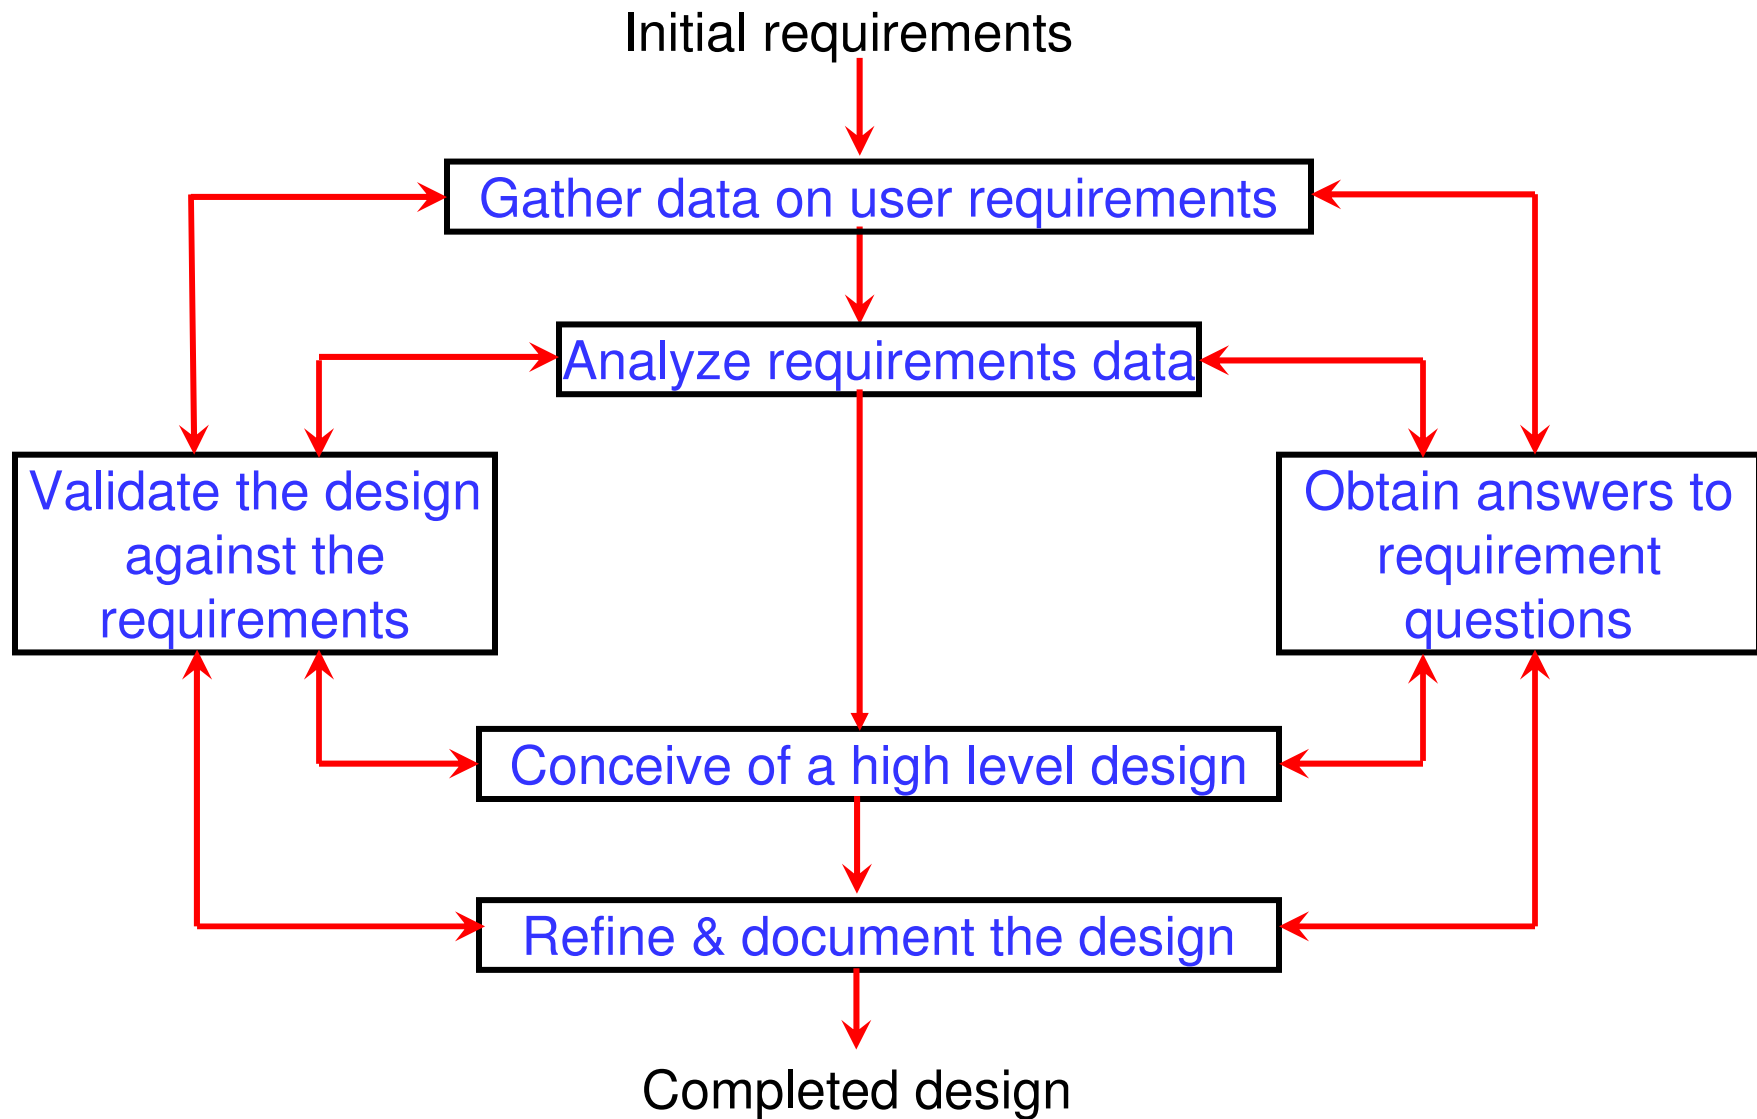 Initial requirements
Gather data on user requirements
Analyze requirements data
Validate the design
against the
requirements
Obtain answers to
requirement
questions
Conceive of a high level design
Refine & document the design
Completed design